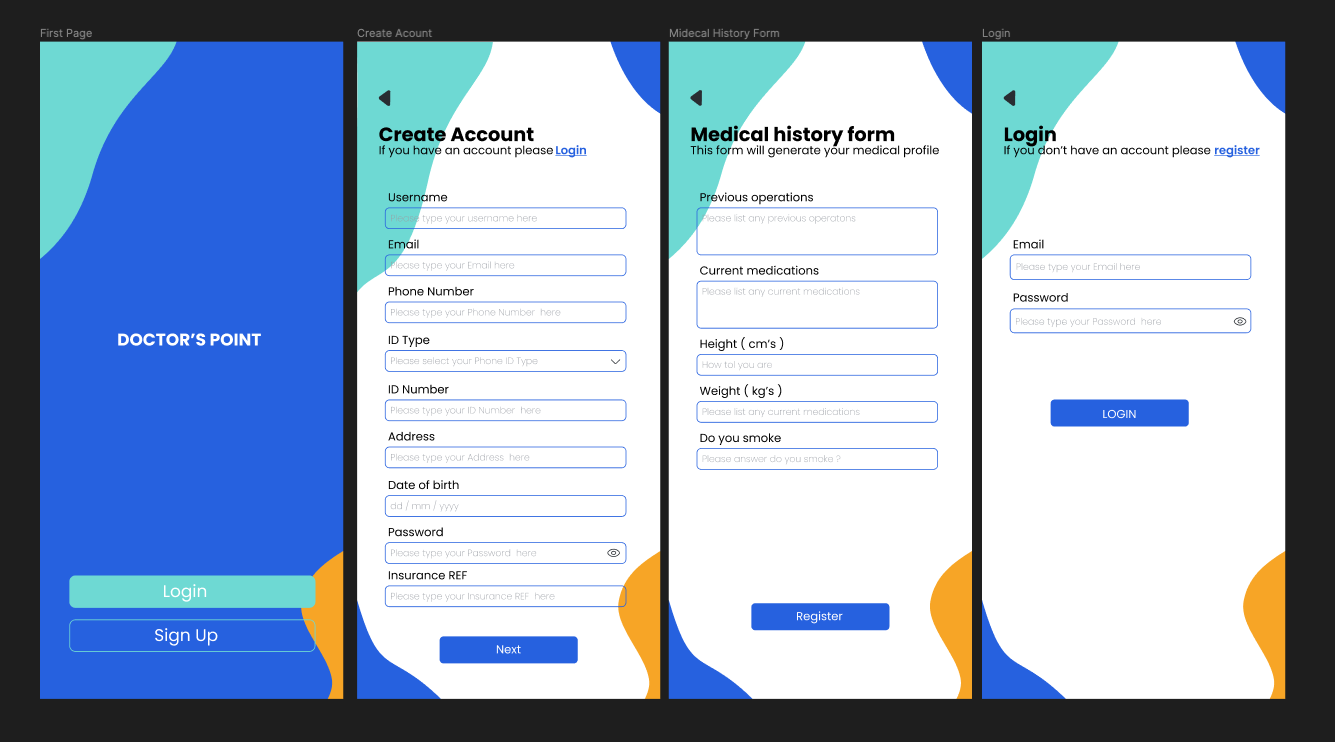 First Page
DOCTOR'S POINT
Login
Sign Up
Create Acount
Create Account
If you have an account please Login
Username
Please type your username here
Email
Please type your Email here
Phone Number
Please type your Phone Number here
ID Type
Please select your Phone ID Type
ID Number
Please type your ID Number here
Address
Please type your Address here
Date of birth
dd / mm / yyyy
Password
Please type your Password here
Insurance REF
Please type your Insurance REF here
Next
Midecal History Form
Medical history form
This form will generate your medical profile
Previous operations
Please list any previous operatons
Current medications
Please list any current medications
Height ( cm's )
How tol you are
Weight ( kg's )
Please list any current medications
Do you smoke
Please answer do you smoke ?
Register
Login
Login
If you don't have an account please register
Email
Please type your Email here
Password
Please type your Password here
LOGIN